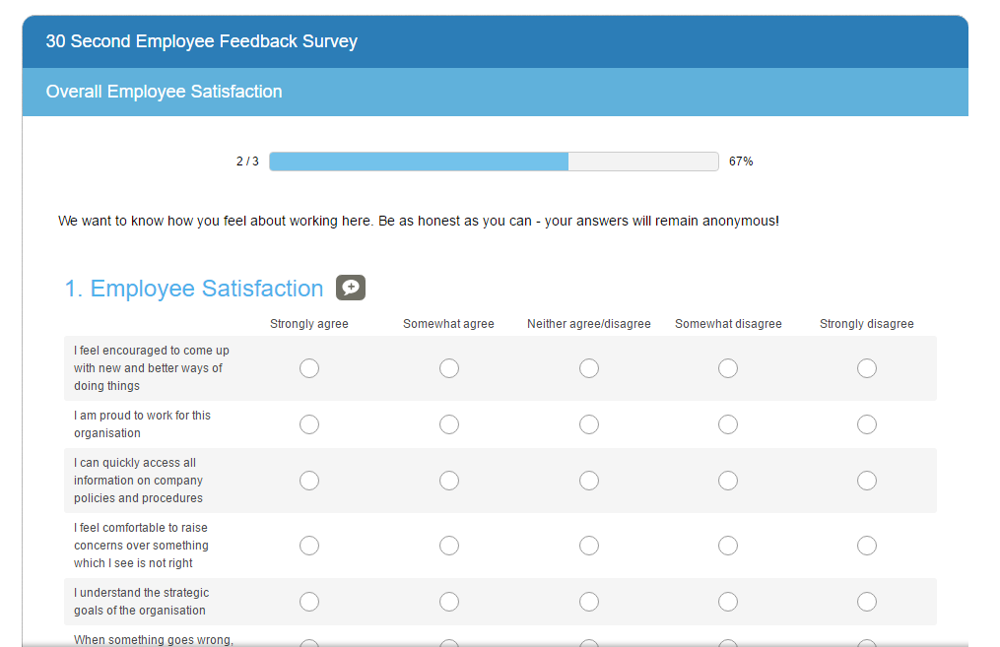 30 Second Employee Feedback Survey
Overall Employee Satisfaction
2 / 3 67%
We want to know how you feel about working here. Be as honest as you can - your answers will remain anonymous!
1. Employee Satisfaction
Strongly agree Somewhat agree Neither agree/disagree Somewhat disagree Strongly disagree
I feel encouraged to come up
with new and better ways of
doing things
I am proud to work for this
organisation
I can quickly access all
information on company
policies and procedures
I feel comfortable to raise
concerns over something
which I see is not right
I understand the strategic
goals of the organisation
When something goes wrong,